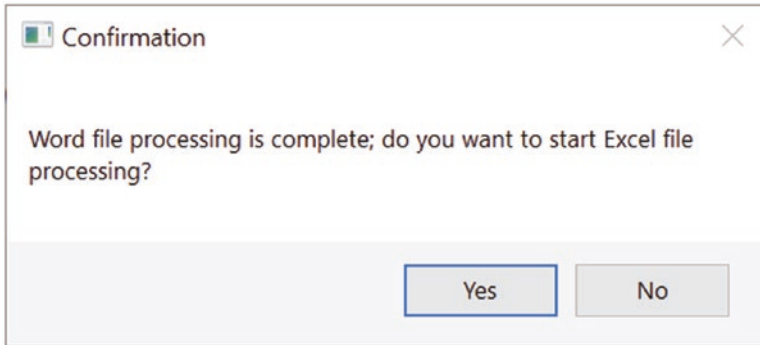 Confirmation
Word file processing is complete; do you want to start Excel file
processing?
Yes
No